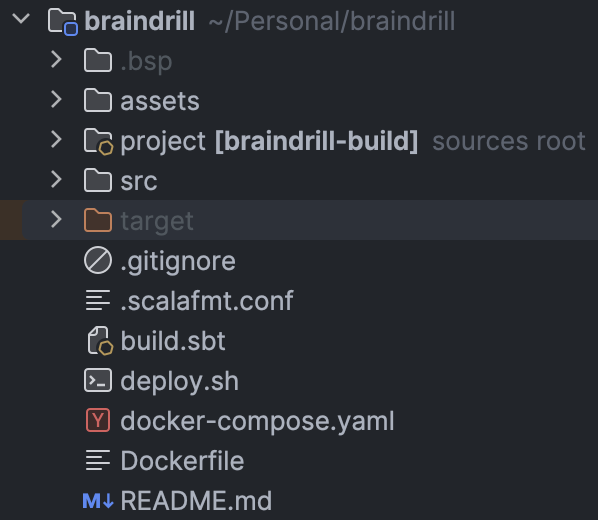 braindrill ~/Personal/braindrill
.bsp
assets
project [braindrill-build] sources root
src
target
.gitignore
.scalafmt.conf
build.sbt
deploy.sh
Y docker-compose.yaml
Dockerfile
M↓ README.md